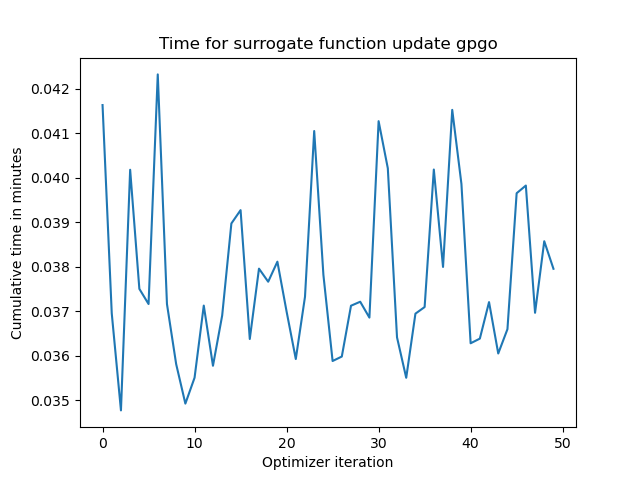 Time for surrogate function update gpgo
0.042
0.041
0.040
0.039
0.038
0.037
0.036
0.035
Cumulative time in minutes
0 10 20 30 40 50
Optimizer iteration